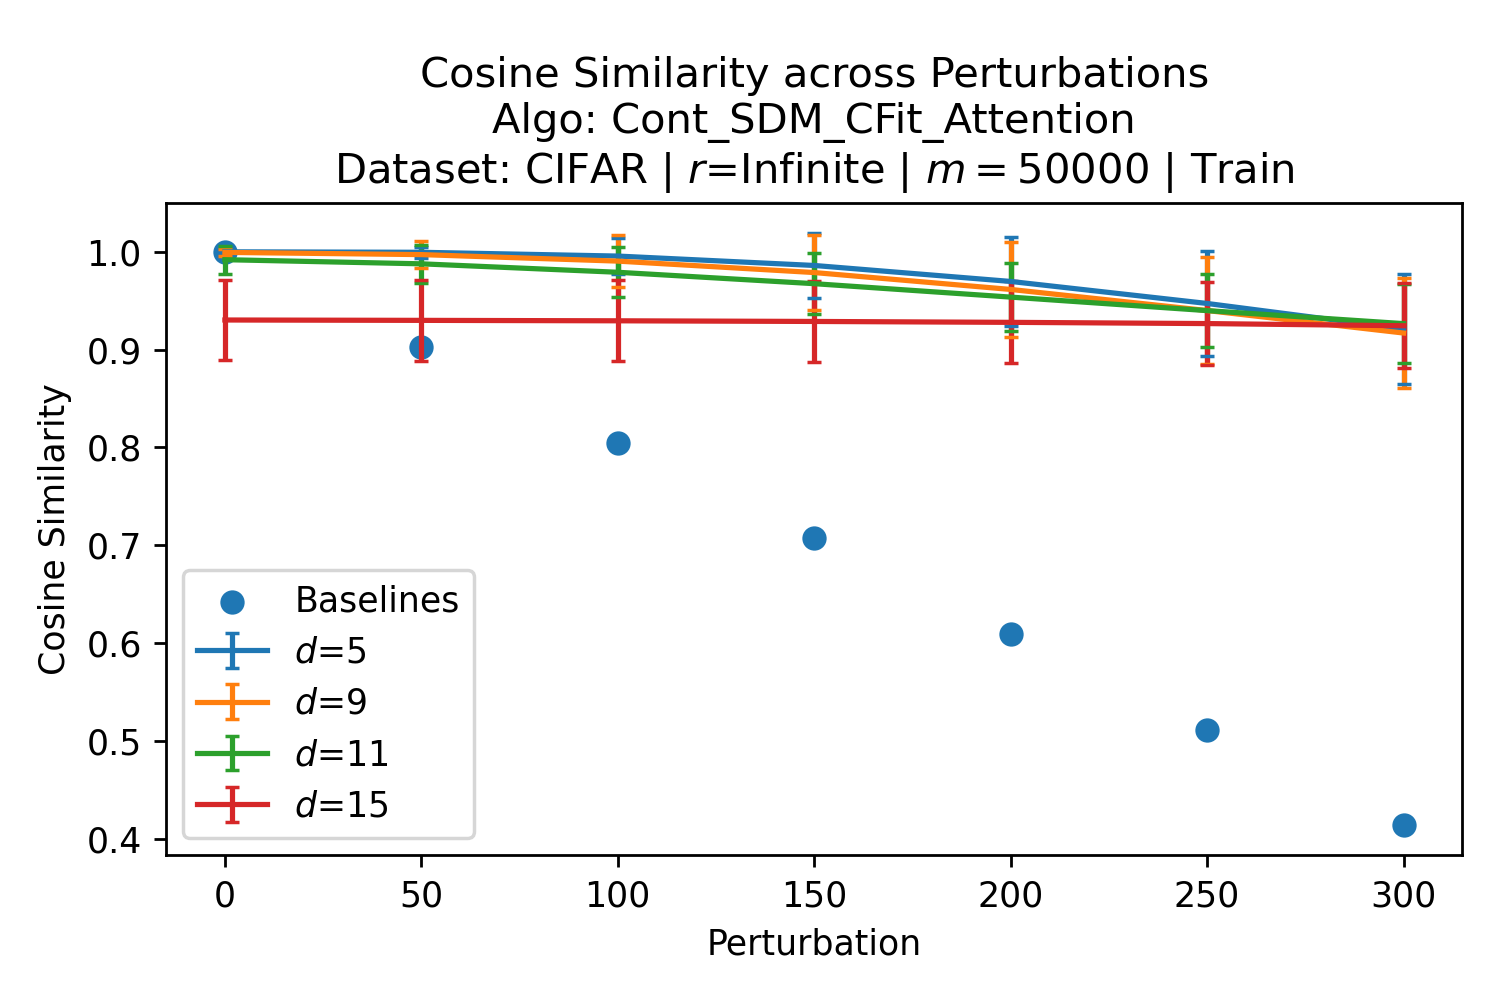 Cosine Similarity across Perturbations
Algo: Cont_SDM_CFit_Attention
Dataset: CIFAR | r=Infinite | m = 50000 | Train
1.0
0.9
0.8
0.7
0.6
0.5
0.4
Cosine Similarity
Baselines
d=5
d=9
d=11
d=15
0 50 100 150 200 250 300
Perturbation